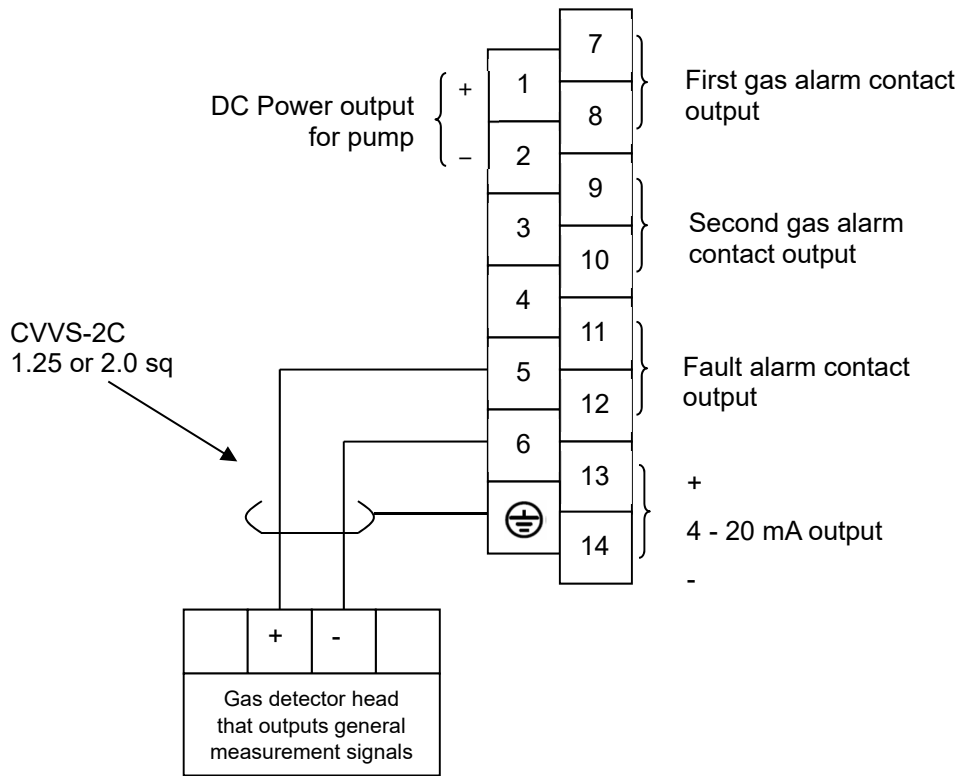 DC Power output
for pump
+
–
1
2
3
4
5
6
7
8
9
10
11
12
13
14
First gas alarm contact
output
Second gas alarm
contact output
Fault alarm contact
output
+
4 - 20 mA output
-
CVVS-2C
1.25 or 2.0 sq
+ -
Gas detector head
that outputs general
measurement signals